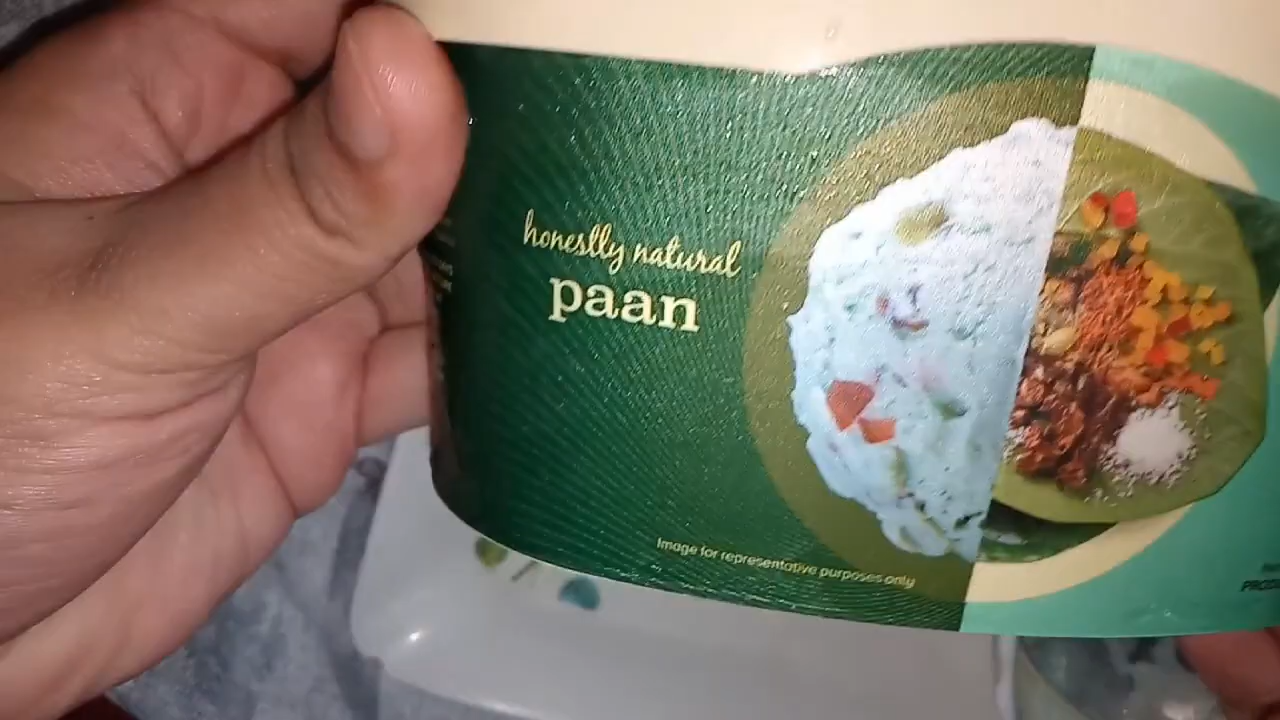 honestly natural
paan
Image for representative purposes only